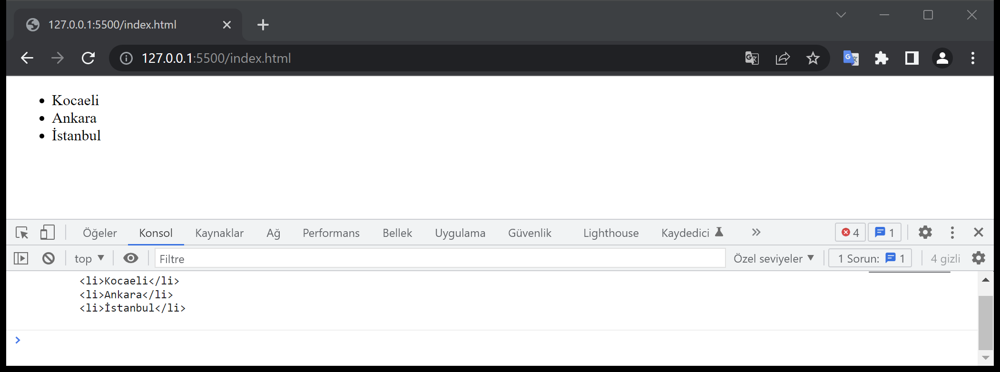 127.0.0.1:5500/index.html
127.0.0.1:5500/index.html
Kocaeli
Ankara
İstanbul
Öğeler Konsol Kaynaklar Ağ Performans Bellek Uygulama Güvenlik Lighthouse Kaydedici 4 1
top Filtre Özel seviyeler 1 Sorun: 1 4 gizli
<li>Kocaeli</li>
<li>Ankara</li>
<li>İstanbul</li>